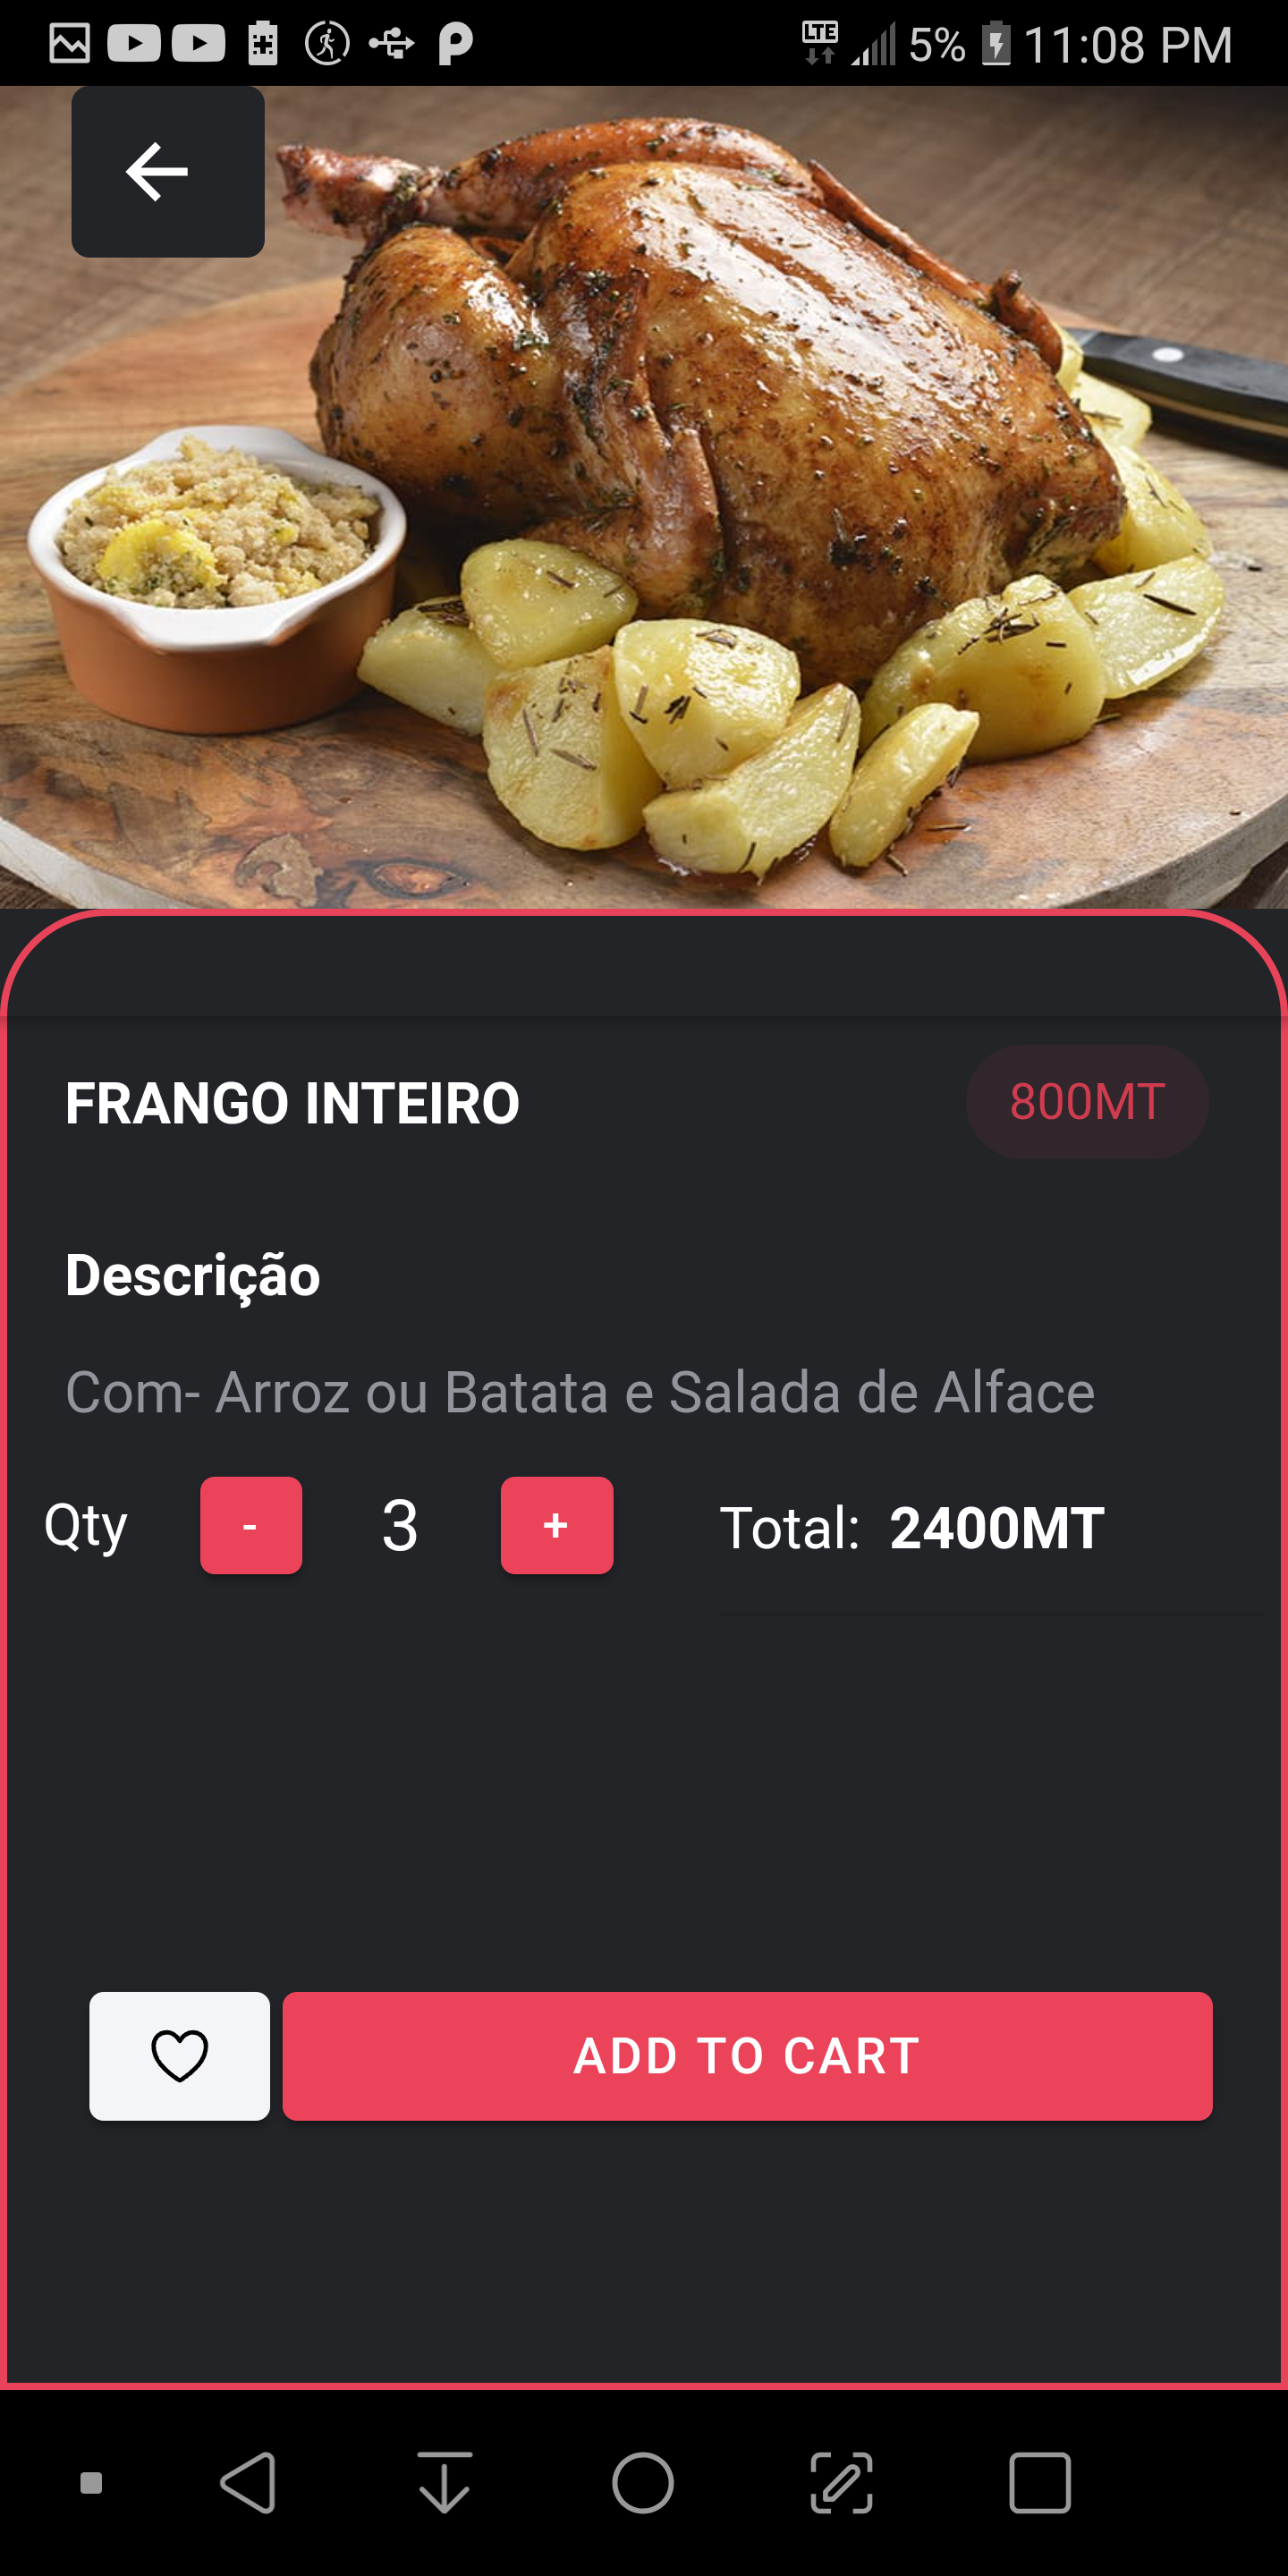 LTE 5% 11:08 PM
FRANGO INTEIRO 800MT
Descrição
Com- Arroz ou Batata e Salada de Alface
Qty - 3 + Total: 2400MT
ADD TO CART